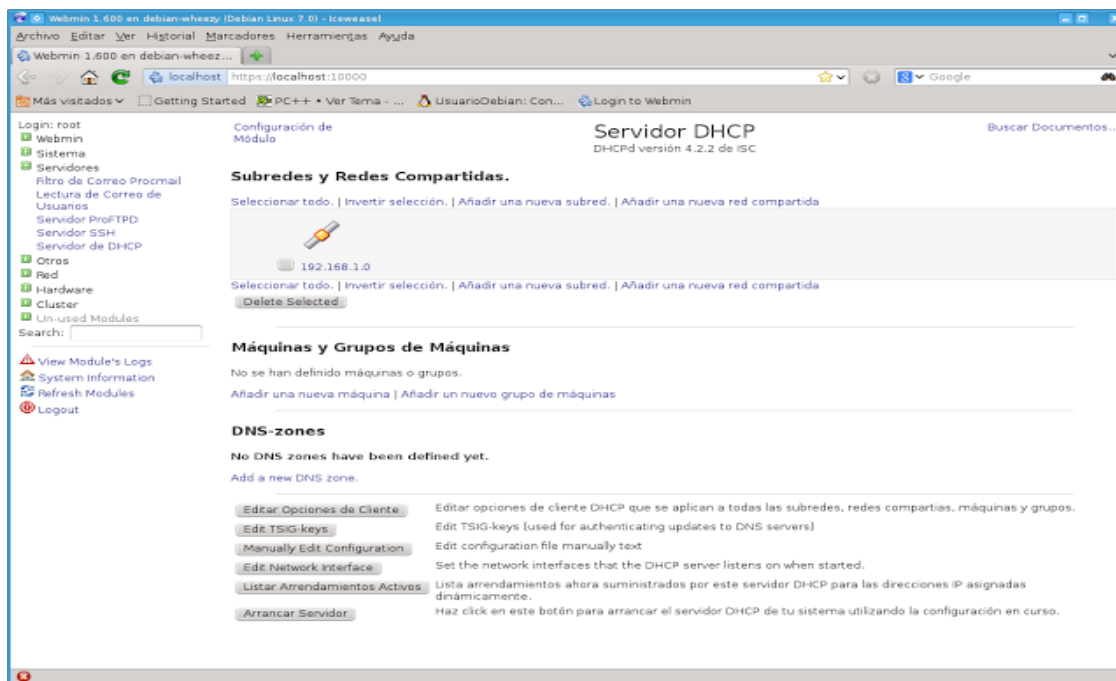 Webmin 1.600 en debian-wheezy (Debian Linux 7.0) - Iceweasel
Archivo Editar Ver Historial Marcadores Herramientas Ayuda
Webmin 1.600 en debian-wheez...
localhost https://localhost:10000
Google
Más visitados Getting Started PC++ • Ver Tema - ... UsuarioDebian: Con... Login to Webmin
Login: root
Webmin
Sistema
Servidores
Filtro de Correo Procmail
Lectura de Correo de
Usuarios
Servidor ProFTPD
Servidor SSH
Servidor de DHCP
Otros
Red
Hardware
Cluster
Un-used Modules
Search:
View Module's Logs
System Information
Refresh Modules
Logout
Configuración de
Módulo
Servidor DHCP
DHCPd versión 4.2.2 de ISC
Buscar Documentos..
Subredes y Redes Compartidas.
Seleccionar todo. | Invertir selección. | Añadir una nueva subred. | Añadir una nueva red compartida
192.168.1.0
Seleccionar todo. | Invertir selección. | Añadir una nueva subred. | Añadir una nueva red compartida
Delete Selected
Máquinas y Grupos de Máquinas
No se han definido máquinas o grupos.
Añadir una nueva máquina | Añadir un nuevo grupo de máquinas
DNS-zones
No DNS zones have been defined yet.
Add a new DNS zone.
Editar Opciones de Cliente Editar opciones de cliente DHCP que se aplican a todas las subredes, redes compartias, máquinas y grupos.
Edit TSIG-keys Edit TSIG-keys (used for authenticating updates to DNS servers)
Manually Edit Configuration Edit configuration file manually text
Edit Network Interface Set the network interfaces that the DHCP server listens on when started.
Listar Arrendamientos Activos Lista arrendamientos ahora suministrados por este servidor DHCP para las direcciones IP asignadas
dinámicamente.
Arrancar Servidor Haz click en este botón para arrancar el servidor DHCP de tu sistema utilizando la configuración en curso.